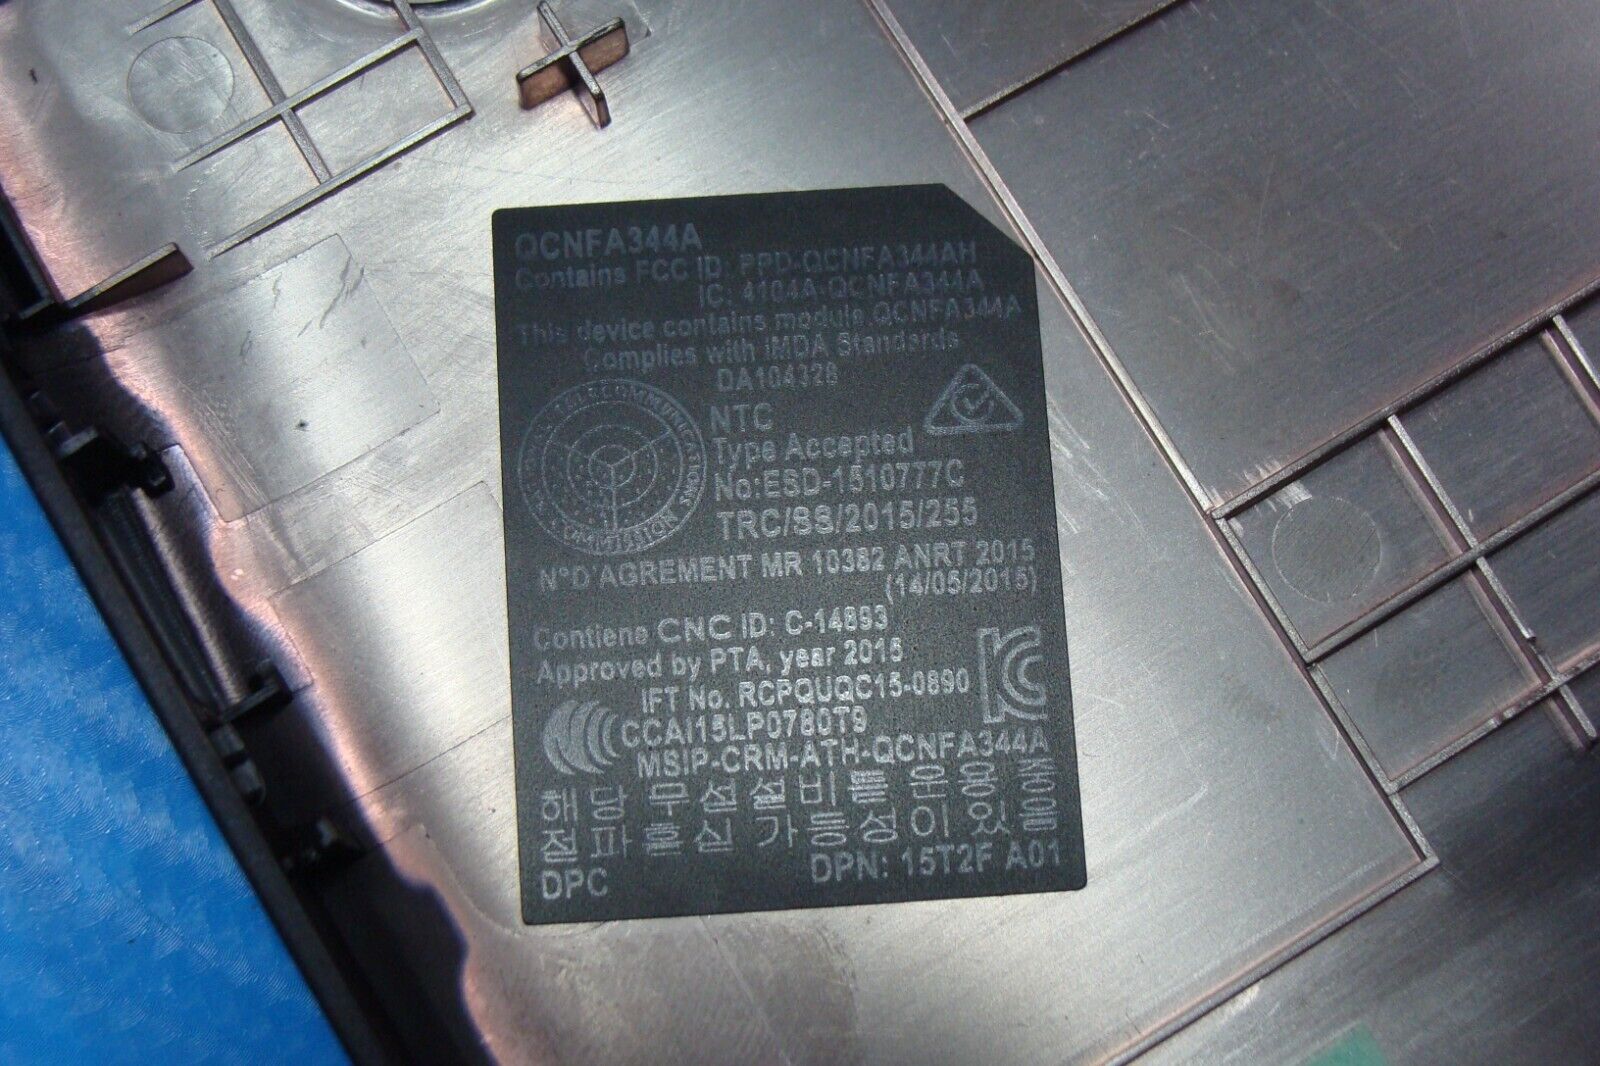 QCNFA344A
Contains FCC ID: PPD-QCNFA344AH
IC: 4104A-QCNFA344A
This device contains module QCNFA344A
Complies with IMDA Standards
DA104328
NTC
Type Accepted
No:ESD-1510777C
TRC/SS/2015/255
N°D'AGREMENT MR 10382 ANRT 2015
(14/05/2015)
Contiene CNC ID: C-14893
Approved by PTA, year 2015
IFT No. RCPQUQC15-0890
CCAI15LP0780T9
MSIP-CRM-ATH-QCNFA344A
해당 무선설비를 운용중
전파혼신 가능성이 있음
DPC
DPN: 15T2F A01